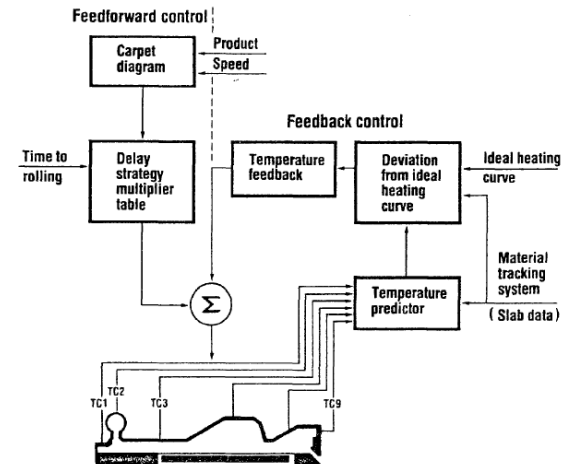 Feedforward control
Carpet
diagram
Product
Speed
Feedback control
Time to
rolling
Delay
strategy
multiplier
table
Temperature
feedback
Deviation
from ideal
heating
curve
Ideal heating
curve
Material
tracking
system
(Slab data)
Temperature
predictor
Σ
TC1
TC2
TC3
TC9